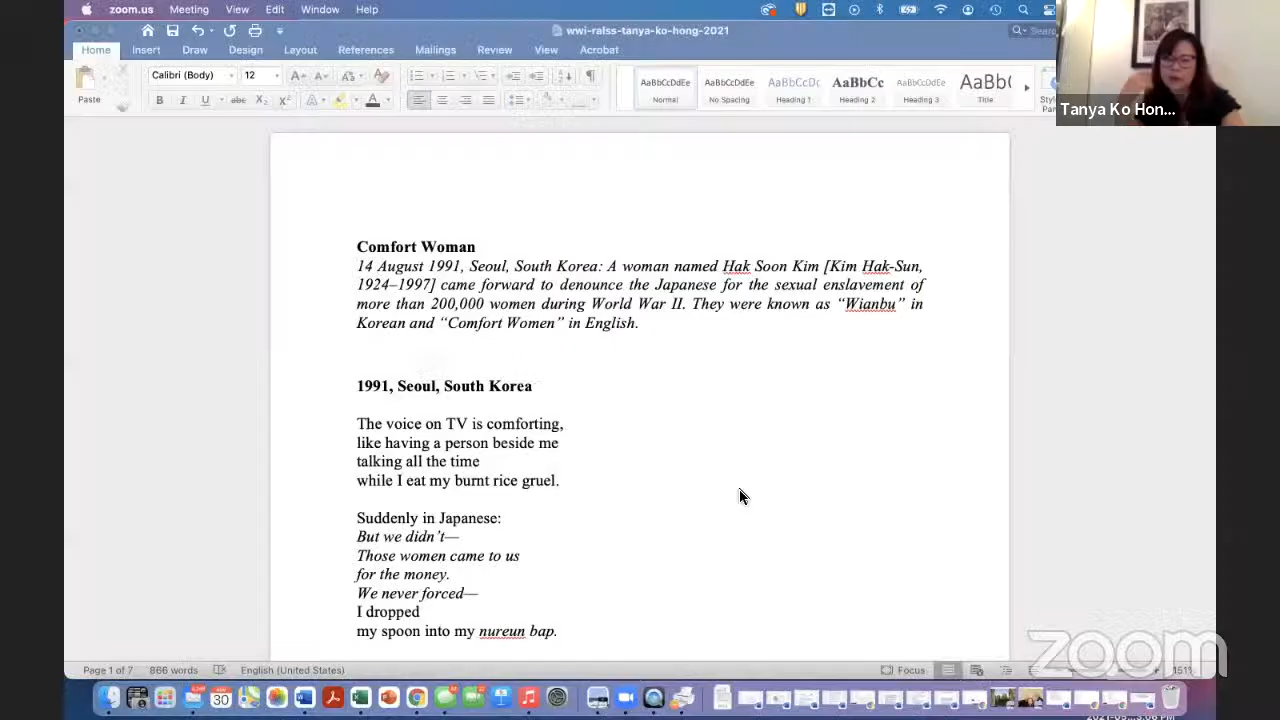 zoom.us Meeting View Edit Window Help
wwi-ralss-tanya-ko-hong-2021
Home Insert Draw Design Layout References Mailings Review View Acrobat
Calibri (Body) 12
Paste
AaBbCcDdEe AaBbCcDdEe AaBbCcDc AaBbCc AaBbCcDdEe AaBb(
Normal No Spacing Heading 1 Heading 2 Heading 3 Title
Tanya Ko Hon...
Comfort Woman
14 August 1991, Seoul, South Korea: A woman named Hak Soon Kim [Kim Hak-Sun,
1924–1997] came forward to denounce the Japanese for the sexual enslavement of
more than 200,000 women during World War II. They were known as “Wianbu” in
Korean and “Comfort Women” in English.
1991, Seoul, South Korea
The voice on TV is comforting,
like having a person beside me
talking all the time
while I eat my burnt rice gruel.
Suddenly in Japanese:
But we didn’t—
Those women came to us
for the money.
We never forced—
I dropped
my spoon into my nureun bap.
zoom
Page 1 of 7 866 words English (United States) Focus 151%
30